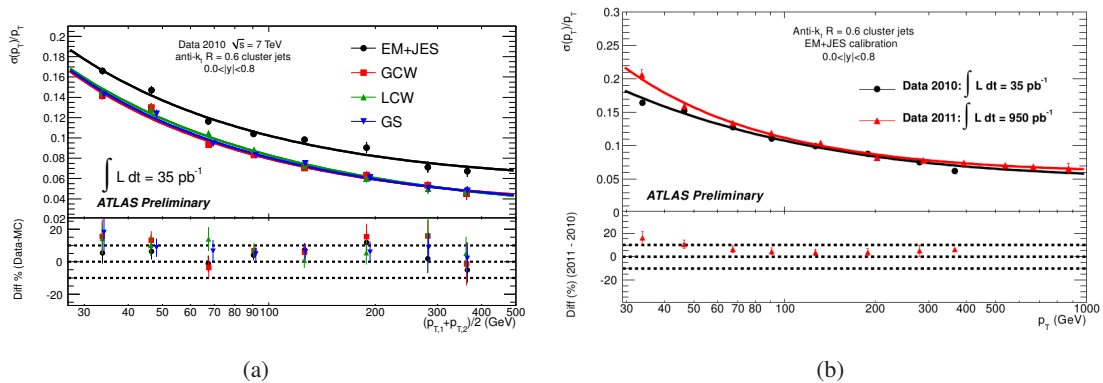 σ(p_T)/p_T
0.2
0.18
0.16
0.14
0.12
0.1
0.08
0.06
0.04
0.02
Data 2010 √s = 7 TeV
anti-k_t R = 0.6 cluster jets
0.0<|y|<0.8
EM+JES
GCW
LCW
GS
∫ L dt = 35 pb⁻¹
ATLAS Preliminary
Diff % (Data-MC)
20
0
-20
30 40 50 60 70 80 90 100 200 300 400 500
(p_T,1+p_T,2)/2 (GeV)
(a)
σ(p_T)/p_T
0.3
0.25
0.2
0.15
0.1
0.05
0
Anti-k_t R = 0.6 cluster jets
EM+JES calibration
0.0<|y|<0.8
Data 2010: ∫ L dt = 35 pb⁻¹
Data 2011: ∫ L dt = 950 pb⁻¹
ATLAS Preliminary
Diff (%) (2011 - 2010)
20
0
-20
30 40 50 60 70 80 100 200 300 400 1000
p_T (GeV)
(b)